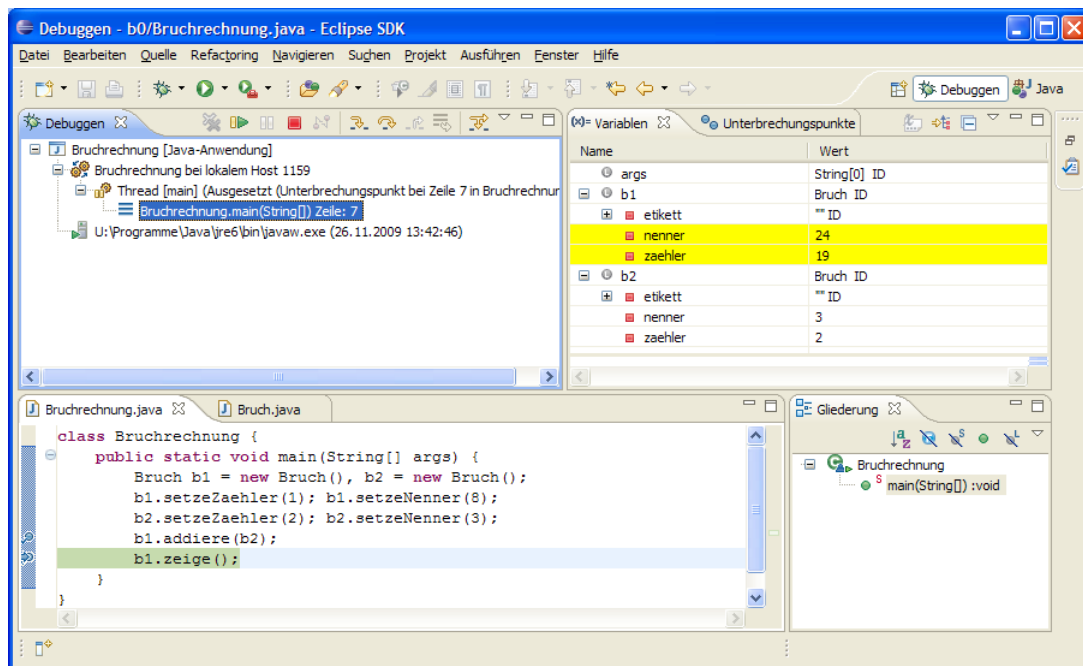 Debuggen - b0/Bruchrechnung.java - Eclipse SDK
Datei Bearbeiten Quelle Refactoring Navigieren Suchen Projekt Ausführen Fenster Hilfe
Debuggen Java
Debuggen
Bruchrechnung [Java-Anwendung]
Bruchrechnung bei lokalem Host 1159
Thread [main] (Ausgesetzt (Unterbrechungspunkt bei Zeile 7 in Bruchrechnur
Bruchrechnung.main(String[]) Zeile: 7
U:\Programme\Java\jre6\bin\javaw.exe (26.11.2009 13:42:46)
(x)= Variablen Unterbrechungspunkte
Name Wert
args String[0] ID
b1 Bruch ID
etikett "" ID
nenner 24
zaehler 19
b2 Bruch ID
etikett "" ID
nenner 3
zaehler 2
Bruchrechnung.java Bruch.java
class Bruchrechnung {
public static void main(String[] args) {
Bruch b1 = new Bruch(), b2 = new Bruch();
b1.setzeZaehler(1); b1.setzeNenner(8);
b2.setzeZaehler(2); b2.setzeNenner(3);
b1.addiere(b2);
b1.zeige();
}
}
Gliederung
Bruchrechnung
main(String[]) :void